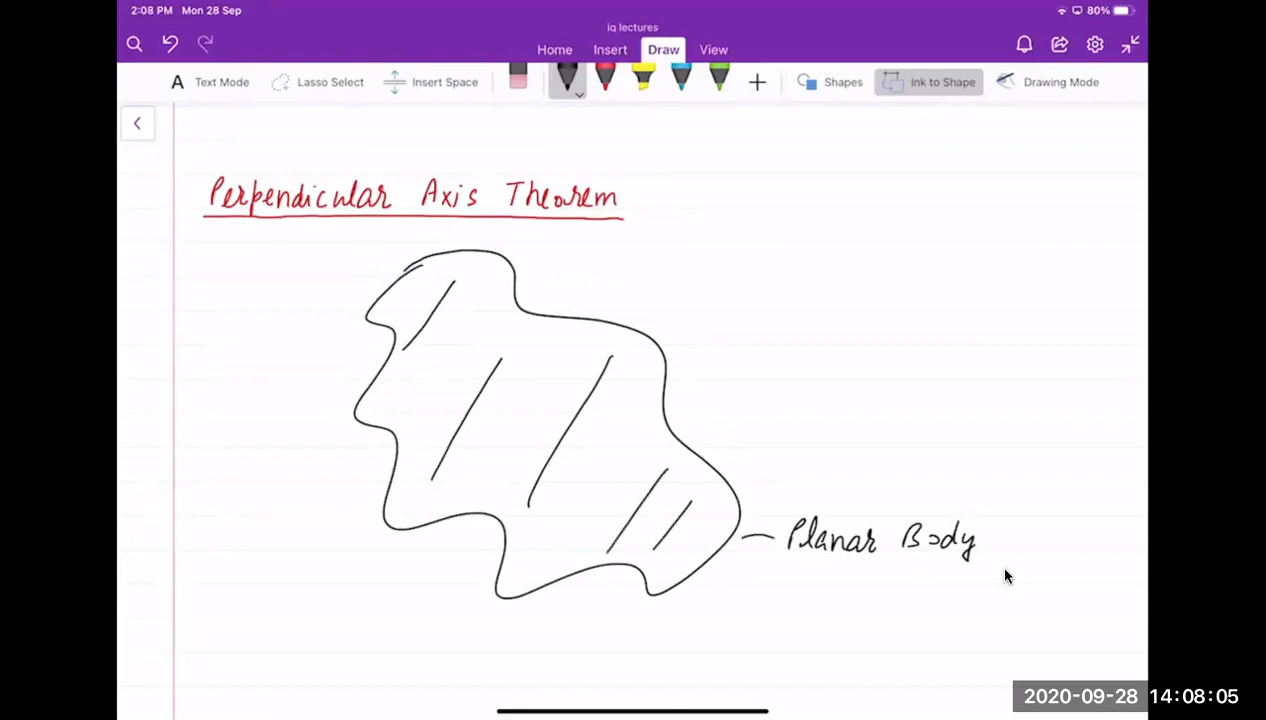 2:08 PM Mon 28 Sep
80%
iq lectures
Home Insert Draw View
Text Mode Lasso Select Insert Space Shapes Ink to Shape Drawing Mode
Perpendicular Axis Theorem
Planar Body
2020-09-28 14:08:05